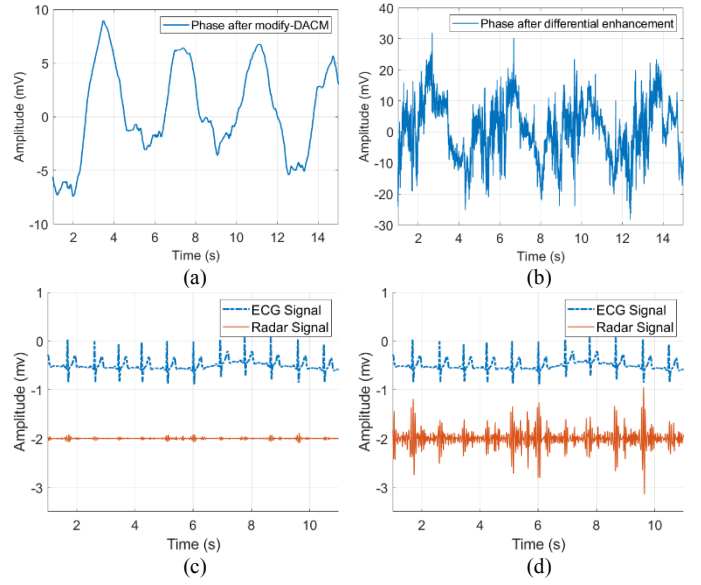 Phase after modify-DACM
Amplitude (mV)
10
5
0
-5
-10
2 4 6 8 10 12 14
Time (s)
(a)
Phase after differential enhancement
Amplitude (mV)
40
30
20
10
0
-10
-20
-30
2 4 6 8 10 12 14
Time (s)
(b)
ECG Signal
Radar Signal
Amplitude (mv)
1
0
-1
-2
-3
2 4 6 8 10
Time (s)
(c)
ECG Signal
Radar Signal
Amplitude (mv)
1
0
-1
-2
-3
2 4 6 8 10
Time (s)
(d)